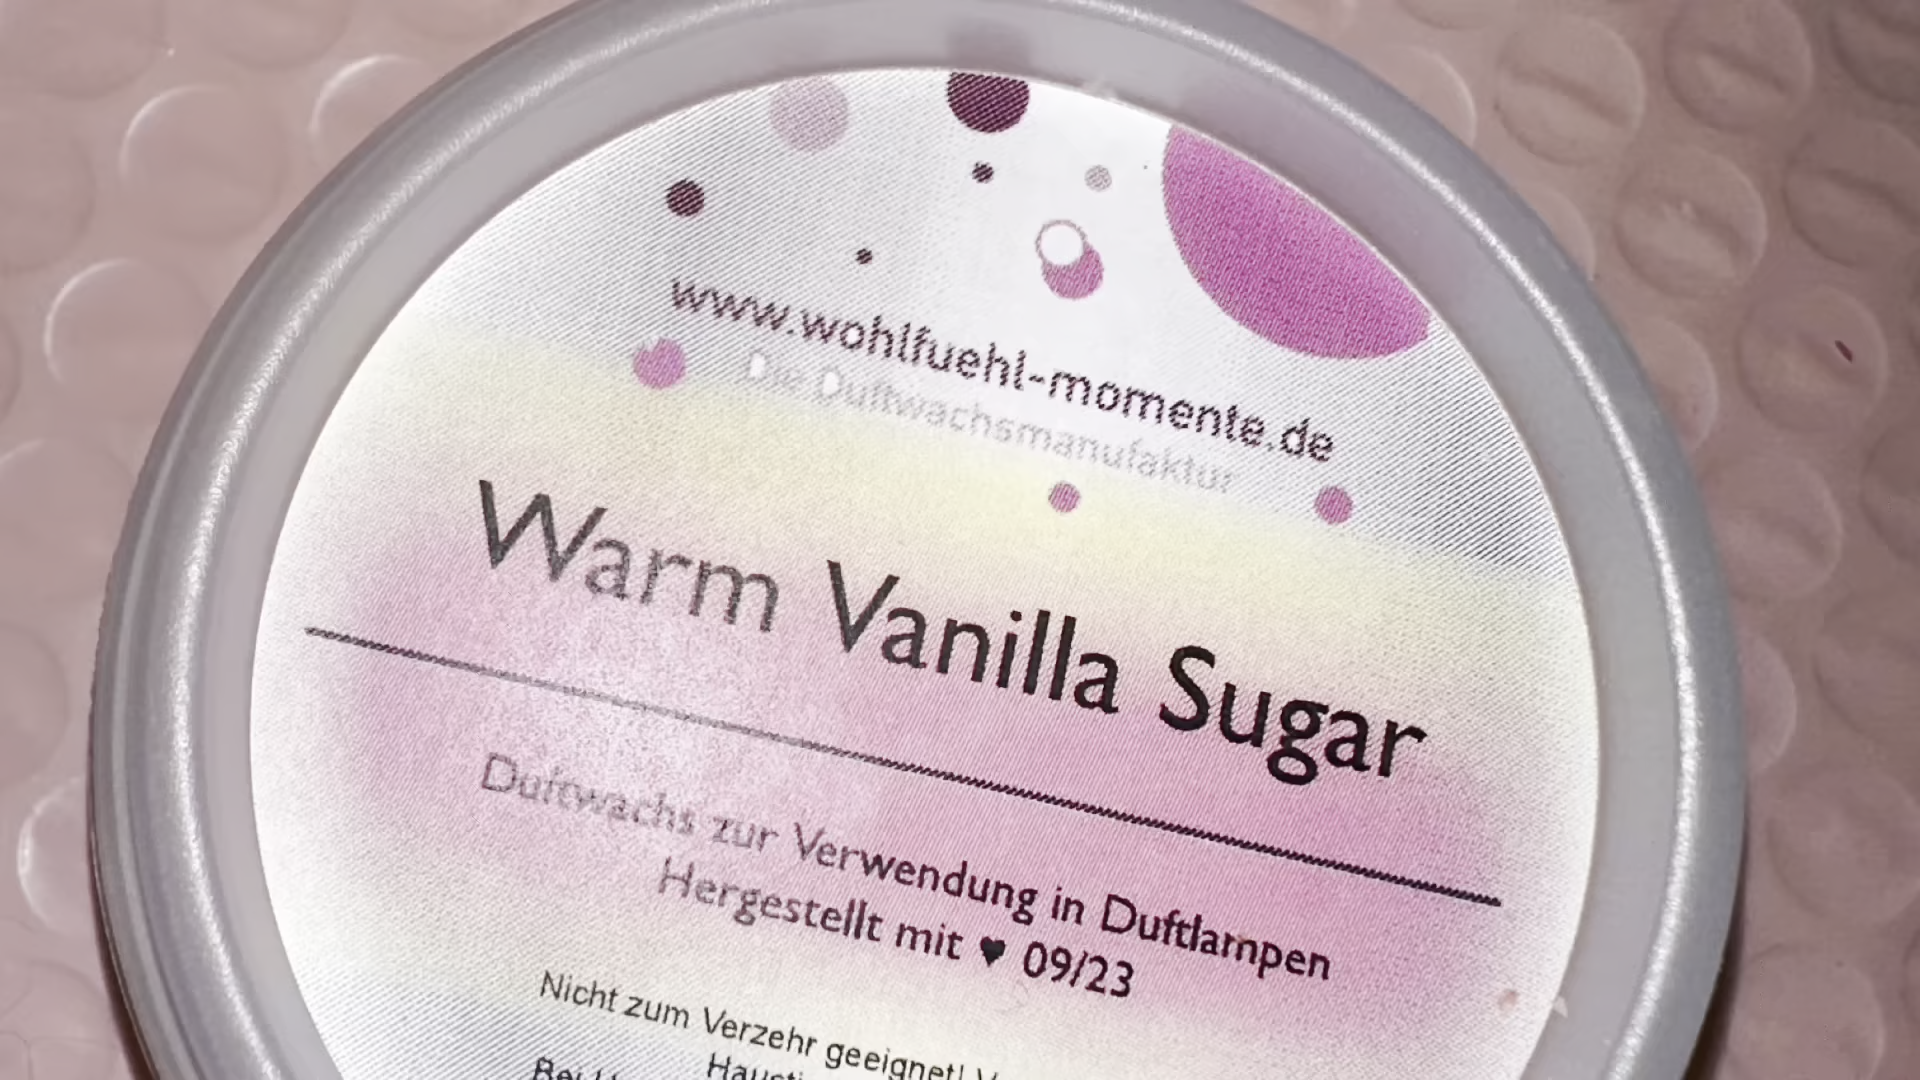 www.wohlfuehl-momente.de
Die Duftwachsmanufaktur
Warm Vanilla Sugar
Duftwachs zur Verwendung in Duftlampen
Hergestellt mit ♥ 09/23
Nicht zum Verzehr geeignet!